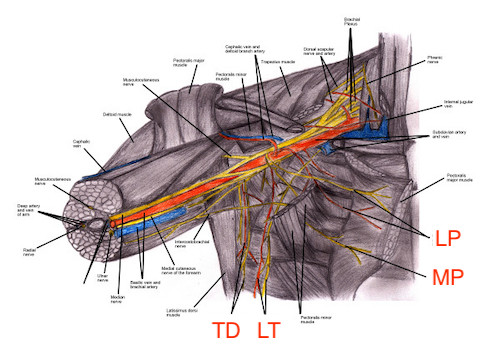 Brachial
Plexus
Cephalic vein and
deltoid branch artery
Dorsal scapular
nerve and artery
Pectoralis major
muscle
Trapezius muscle
Phrenic
nerve
Pectoralis minor
muscle
Musculocutaneous
nerve
Internal jugular
vein
Deltoid muscle
Subclavian artery
and vein
Cephalic
vein
Pectoralis
major muscle
Musculocutaneous
nerve
Deep artery
and vein
of arm
LP
Intercostobrachial
nerve
Radial
nerve
MP
Medial cutaneous
nerve of the forearm
Ulnar
nerve
Basilic vein and
brachial artery
Median
nerve
Latissimus dorsi
muscle
Pectoralis minor
muscle
TD LT